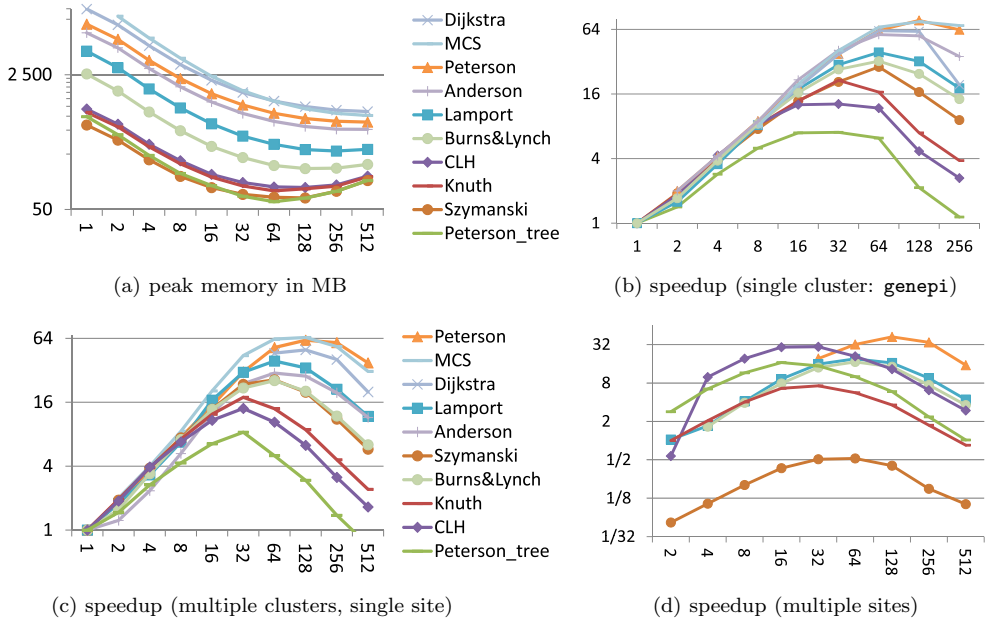 2 500
50
1 2 4 8 16 32 64 128 256 512
Dijkstra
MCS
Peterson
Anderson
Lamport
Burns&Lynch
CLH
Knuth
Szymanski
Peterson_tree
(a) peak memory in MB
64
16
4
1
1 2 4 8 16 32 64 128 256
(b) speedup (single cluster: genepi)
64
16
4
1
1 2 4 8 16 32 64 128 256 512
Peterson
MCS
Dijkstra
Lamport
Anderson
Szymanski
Burns&Lynch
Knuth
CLH
Peterson_tree
(c) speedup (multiple clusters, single site)
32
8
2
1/2
1/8
1/32
2 4 8 16 32 64 128 256 512
(d) speedup (multiple sites)